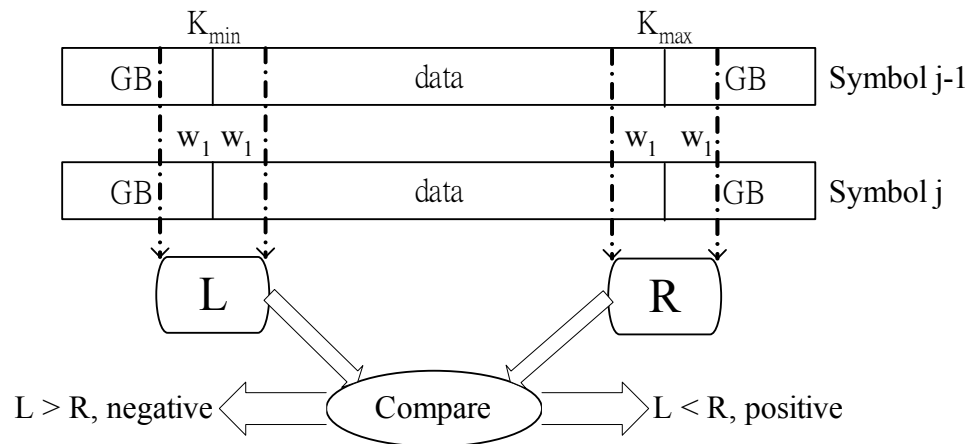 K_min K_max
GB data GB Symbol j-1
w_1 w_1 w_1 w_1
GB data GB Symbol j
L R
L > R, negative Compare L < R, positive